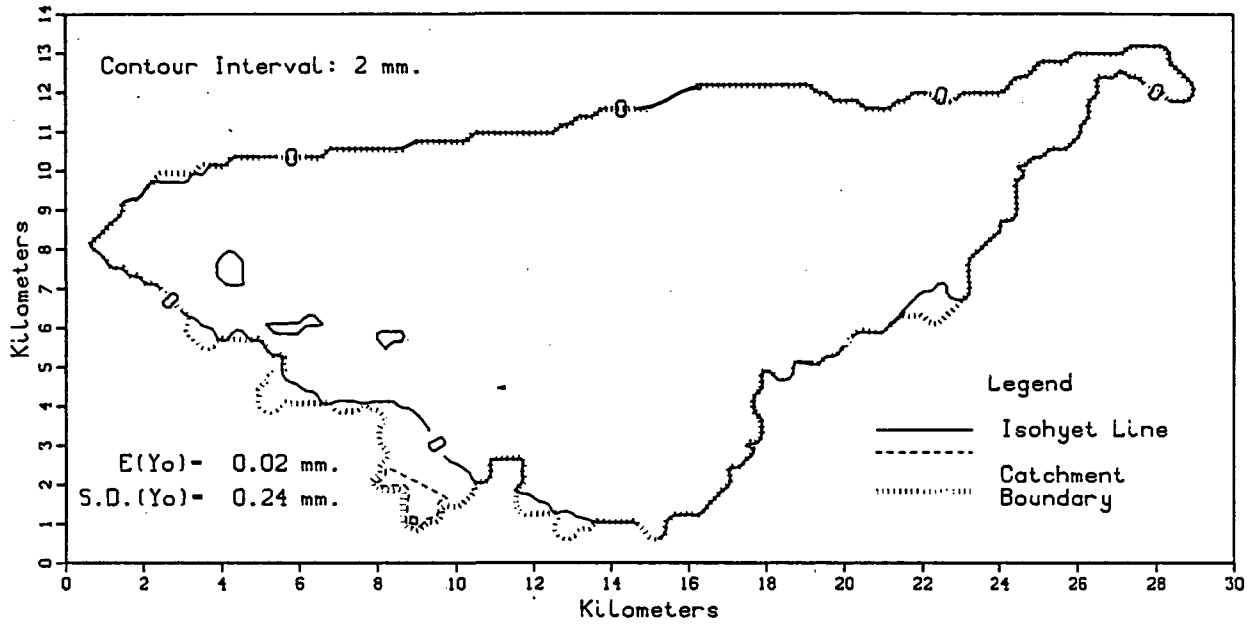 14
13
12
11
10
9
8
7
6
5
4
3
2
1
0
Kilometers
Contour Interval: 2 mm.
0
0
0
0
0
0
E(Yo)- 0.02 mm.
S.D.(Yo)- 0.24 mm.
Legend
Isohyet Line
Catchment
Boundary
0 2 4 6 8 10 12 14 16 18 20 22 24 26 28 30
Kilometers